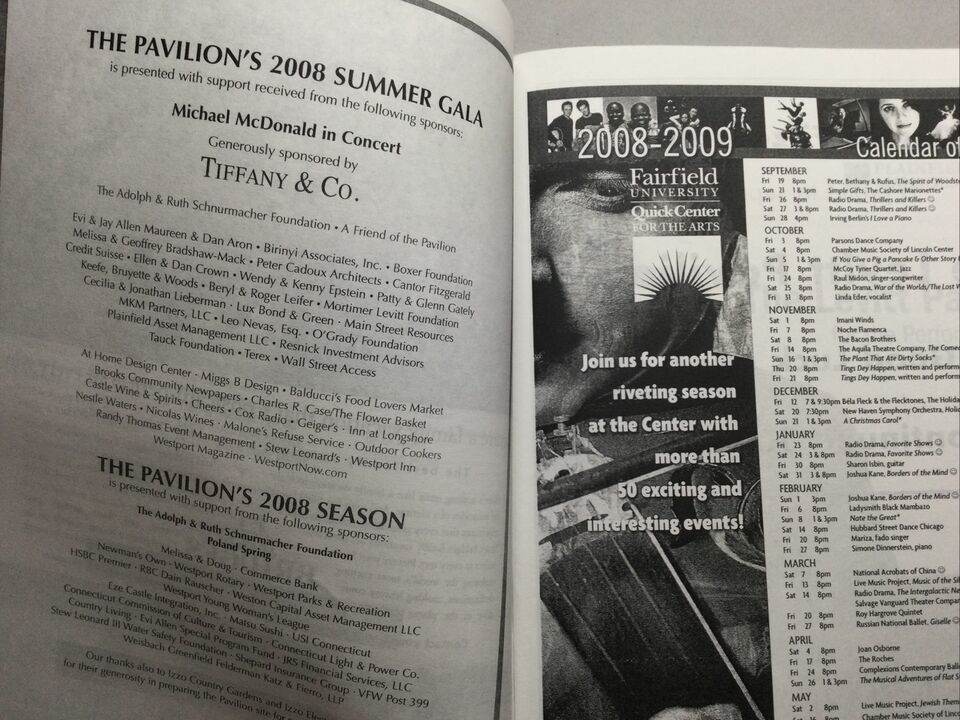 THE PAVILION'S 2008 SUMMER GALA
is presented with support received from the following sponsors:
Michael McDonald in Concert
Generously sponsored by
TIFFANY & CO.
The Adolph & Ruth Schnurmacher Foundation • A Friend of the Pavilion
Evi & Jay Allen Maureen & Dan Aron • Birinyi Associates, Inc. • Boxer Foundation
Melissa & Geoffrey Bradshaw-Mack • Peter Cadoux Architects • Cantor Fitzgerald
Credit Suisse • Ellen & Dan Crown • Wendy & Kenny Epstein • Patty & Glenn Gately
Keefe, Bruyette & Woods • Beryl & Roger Leifer • Mortimer Levitt Foundation
Cecilia & Jonathan Lieberman • Lux Bond & Green • Main Street Resources
MKM Partners, LLC • Leo Nevas, Esq. • O'Grady Foundation
Plainfield Asset Management LLC • Resnick Investment Advisors
Tauck Foundation • Terex • Wall Street Access
At Home Design Center • Miggs B Design • Balducci's Food Lovers Market
Brooks Community Newpapers • Charles R. Case/The Flower Basket
Castle Wine & Spirits • Cheers • Cox Radio • Geiger's • Inn at Longshore
Nestle Waters • Nicolas Wines • Malone's Refuse Service • Outdoor Cookers
Randy Thomas Event Management • Stew Leonard's • Westport Inn
Westport Magazine • WestportNow.com
THE PAVILION'S 2008 SEASON
is presented with support from the following sponsors:
The Adolph & Ruth Schnurmacher Foundation
Poland Spring
Melissa & Doug • Commerce Bank
Newman's Own • Westport Rotary • Westport Parks & Recreation
HSBC Premier • RBC Dain Rauscher • Weston Capital Asset Management LLC
Westport Young Woman's League
Eze Castle Integration, Inc. • Matsu Sushi • USI Connecticut
Connecticut Commission of Culture & Tourism • Connecticut Light & Power Co.
Country Living • Evi Allen Special Program Fund • JRS Financial Services, LLC
Stew Leonard III Water Safety Foundation • Shepard Insurance Group • VFW Post 399
Weisbach Greenfield Felderman Katz & Fierro, LLP
Our thanks also to Izzo Country Gardens and Izzo
for their generosity in preparing the Pavilion site for
2008-2009
Fairfield
UNIVERSITY
Quick Center
FOR THE ARTS
Join us for another
riveting season
at the Center with
more than
50 exciting and
interesting events!
Calendar of
SEPTEMBER
Fri 19 8pm Peter, Bethany & Rufus, The Spirit of
Sun 21 1 & 3pm Simple Gifts, The Cashore Marionettes*
Fri 26 8pm Radio Drama, Thrillers and Killers
Sat 27 3 & 8pm Radio Drama, Thrillers and Killers
Sun 28 4pm Irving Berlin's I Love a Piano
OCTOBER
Fri 3 8pm Parsons Dance Company
Sat 4 8pm Chamber Music Society of Lincoln Center
Sun 5 1 & 3pm If You Give a Pig a Pancake & Other Story
Fri 17 8pm McCoy Tyner Quartet, jazz
Fri 24 8pm Raul Midon, singer-songwriter
Sat 25 8pm Radio Drama, War of the Worlds/The Lost
Fri 31 8pm Linda Eder, vocalist
NOVEMBER
Sat 1 8pm Imani Winds
Fri 7 8pm Noche Flamenca
Sat 8 8pm The Bacon Brothers
Fri 14 8pm The Aquila Theatre Company, The
Sun 16 1 & 3pm The Plant That Ate Dirty Socks*
Thu 20 8pm Tings Dey Happen, written and
Fri 21 8pm Tings Dey Happen, written and
DECEMBER
Fri 12 7 & 9:30pm Béla Fleck & the Flecktones, The
Sat 20 7:30pm New Haven Symphony Orchestra,
Sun 21 1 & 3pm A Christmas Carol*
JANUARY
Fri 23 8pm Radio Drama, Favorite Shows
Sat 24 3 & 8pm Radio Drama, Favorite Shows
Fri 30 8pm Sharon Isbin, guitar
Sat 31 3 & 8pm Joshua Kane, Borders of the Mind
FEBRUARY
Sun 1 3pm Joshua Kane, Borders of the Mind
Fri 6 8pm Ladysmith Black Mambazo
Sun 8 1 & 3pm Nate the Great*
Sat 14 8pm Hubbard Street Dance Chicago
Fri 20 8pm Mariza, fado singer
Fri 27 8pm Simone Dinnerstein, piano
MARCH
Sat 7 8pm National Acrobats of China
Fri 13 8pm Live Music Project, Music of the
Sat 14 8pm Radio Drama, The Intergalactic
Salvage Vanguard Theater
Fri 20 8pm Roy Hargrove Quintet
Fri 27 8pm Russian National Ballet, Giselle
APRIL
Sat 4 8pm Joan Osborne
Fri 17 8pm The Roches
Fri 24 8pm Complexions Contemporary
Sun 26 1 & 3pm The Musical Adventures of Flat
MAY
Sat 2 8pm Live Music Project, Jewish
Sat 9 8pm Chamber Music Society of